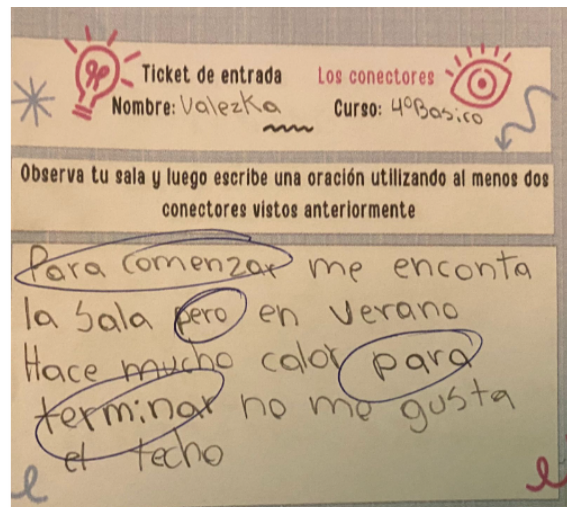 Ticket de entrada Los conectores
Nombre: Valezka Curso: 4ºBasico
Observa tu sala y luego escribe una oración utilizando al menos dos
conectores vistos anteriormente
Para comenzar me enconta
la sala pero en verano
Hace mucho calor para
terminar no me gusta
el techo